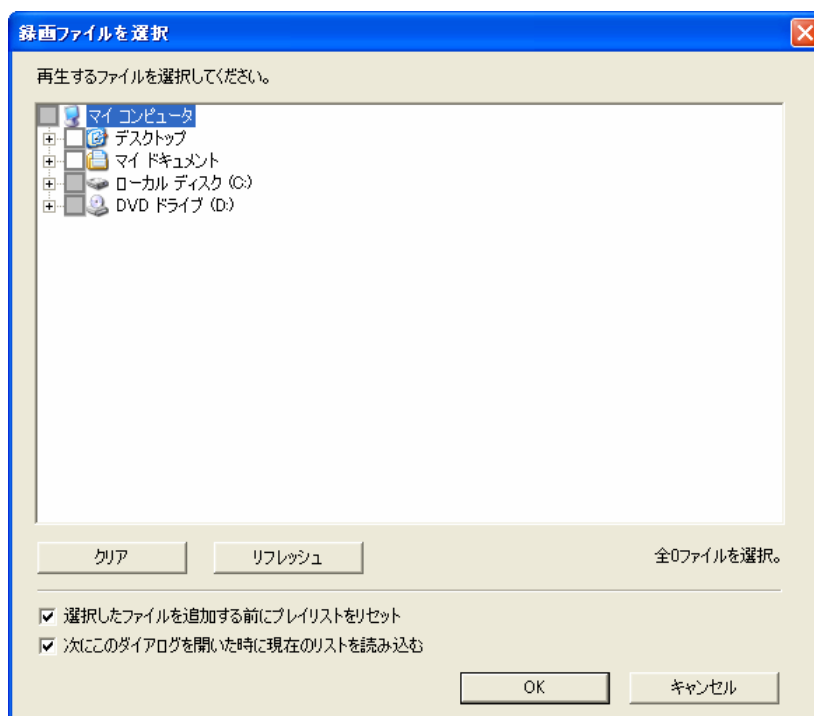 録画ファイルを選択
再生するファイルを選択してください。
マイ コンピュータ
デスクトップ
マイ ドキュメント
ローカル ディスク (C:)
DVD ドライブ (D:)
クリア
リフレッシュ
全0ファイルを選択。
選択したファイルを追加する前にプレイリストをリセット
次にこのダイアログを開いた時に現在のリストを読み込む
OK
キャンセル